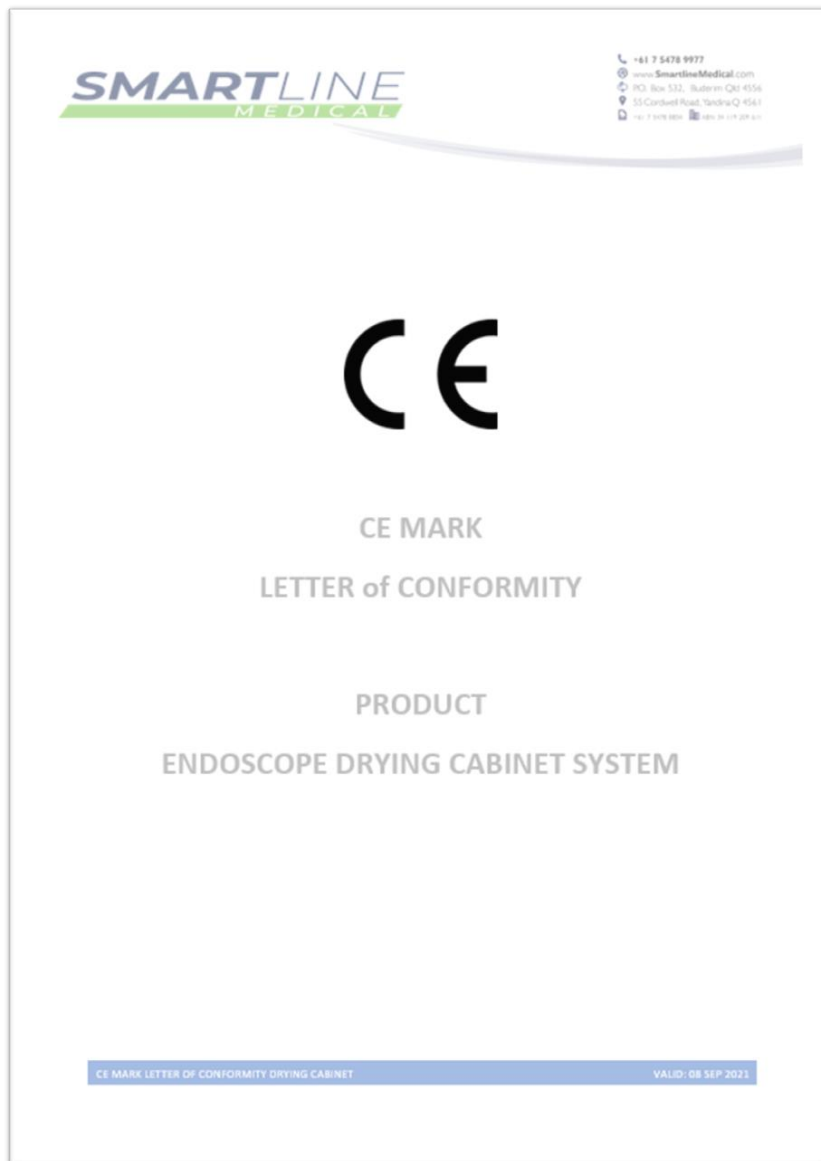 SMARTLINE
MEDICAL
+61 7 5478 9977
www.SmartlineMedical.com
P.O. Box 532, Buderim Qld 4556
55 Cordwell Road, Yandina Q 4561
CE
CE MARK
LETTER of CONFORMITY
PRODUCT
ENDOSCOPE DRYING CABINET SYSTEM
CE MARK LETTER OF CONFORMITY DRYING CABINET VALID: 08 SEP 2021